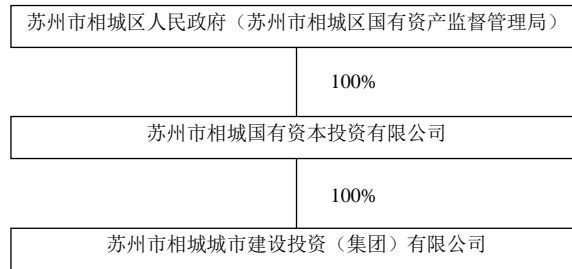 苏州市相城区人民政府（苏州市相城区国有资产监督管理局）
100%
苏州市相城国有资本投资有限公司
100%
苏州市相城城市建设投资（集团）有限公司